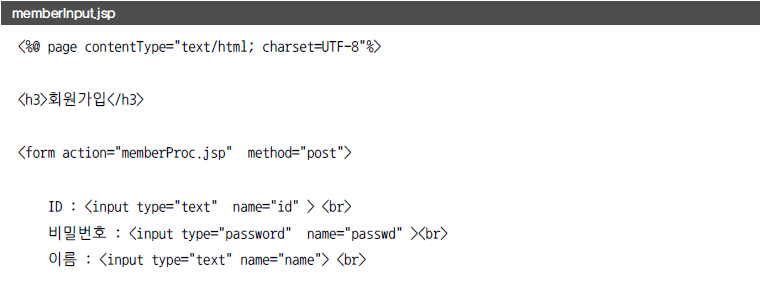 memberInput.jsp
<%@ page contentType="text/html; charset=UTF-8"%>
<h3>회원가입</h3>
<form action="memberProc.jsp"  method="post">
ID : <input type="text"  name="id" > <br>
비밀번호 : <input type="password"  name="passwd" ><br>
이름 : <input type="text" name="name"> <br>